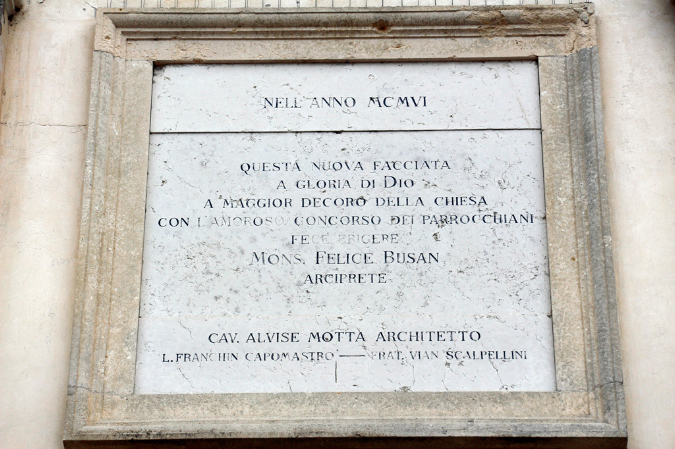 NELL'ANNO MCMVI
QUESTA NUOVA FACCIATA
A GLORIA DI DIO
A MAGGIOR DECORO DELLA CHIESA
CON L'AMOROSO CONCORSO DEI PARROCCHIANI
FECE ERIGERE
MONS. FELICE BUSAN
ARCIPRETE
CAV. ALVISE MOTTA ARCHITETTO
L. FRANCHIN CAPOMASTRO — FRAT. VIAN SCALPELLINI